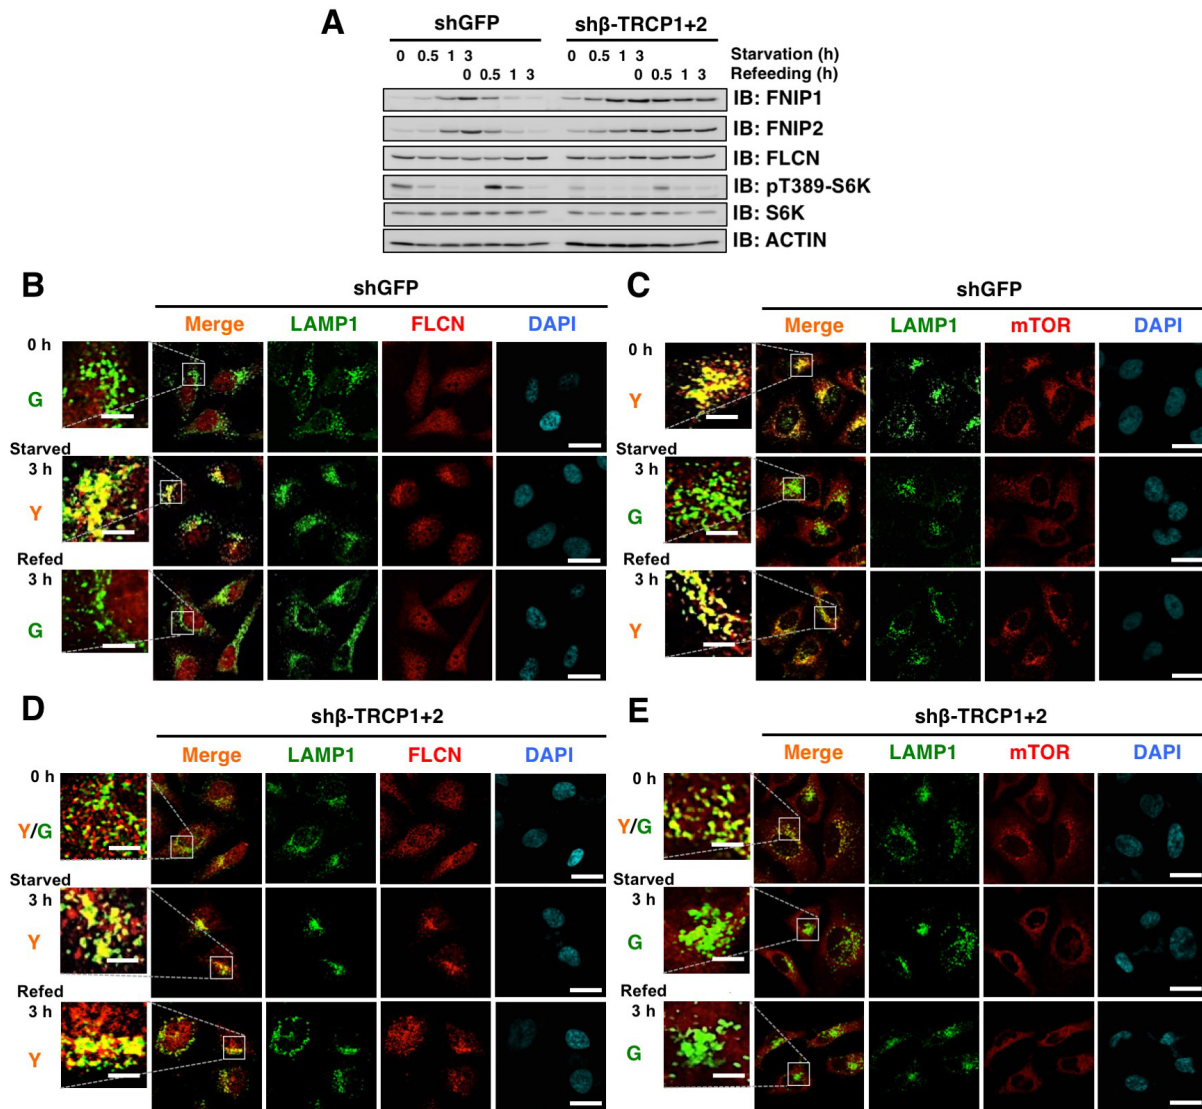 A
shGFP shβ-TRCP1+2
0 0.5 1 3 0 0.5 1 3 Starvation (h)
0 0.5 1 3 0 0.5 1 3 Refeeding (h)
IB: FNIP1
IB: FNIP2
IB: FLCN
IB: pT389-S6K
IB: S6K
IB: ACTIN
B
shGFP
Merge LAMP1 FLCN DAPI
0 h
G
Starved
3 h
Y
Refed
3 h
G
C
shGFP
Merge LAMP1 mTOR DAPI
0 h
Y
Starved
3 h
G
Refed
3 h
Y
D
shβ-TRCP1+2
Merge LAMP1 FLCN DAPI
0 h
Y/G
Starved
3 h
Y
Refed
3 h
Y
E
shβ-TRCP1+2
Merge LAMP1 mTOR DAPI
0 h
Y/G
Starved
3 h
G
Refed
3 h
G